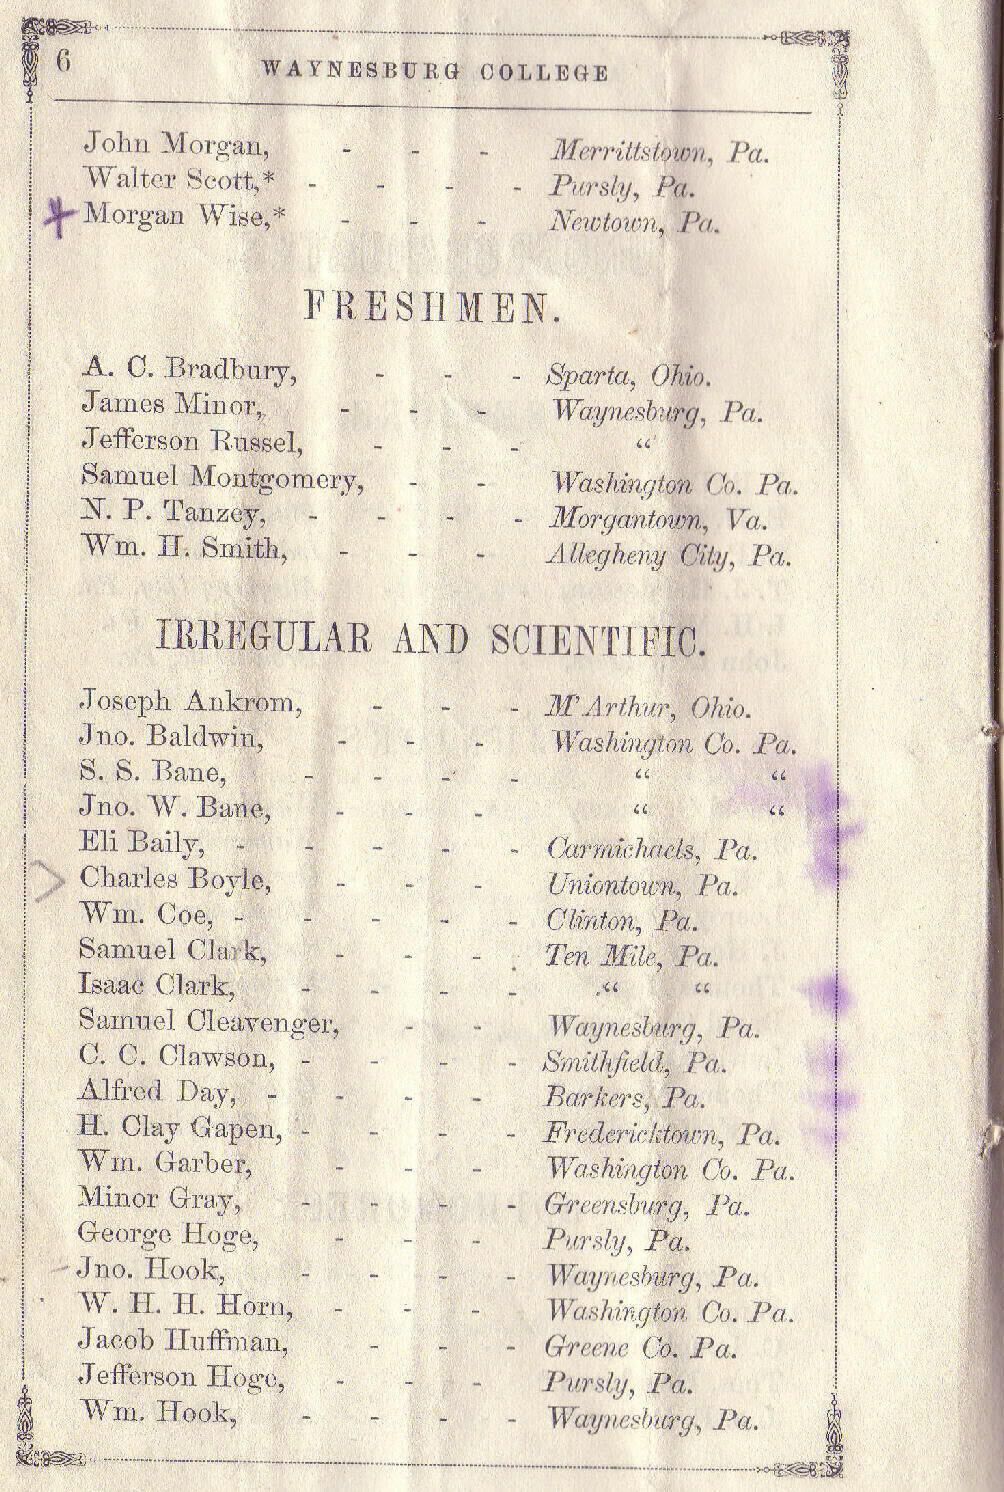 6 WAYNESBURG COLLEGE
John Morgan, - - - Merrittstown, Pa.
Walter Scott,* - - - - Pursly, Pa.
Morgan Wise,* - - - Newtown, Pa.
FRESHMEN.
A. C. Bradbury, - - - Sparta, Ohio.
James Minor, - - - Waynesburg, Pa.
Jefferson Russel, - - - “
Samuel Montgomery, - - Washington Co. Pa.
N. P. Tanzey, - - - - Morgantown, Va.
Wm. H. Smith, - - - Allegheny City, Pa.
IRREGULAR AND SCIENTIFIC.
Joseph Ankrom, - - - M'Arthur, Ohio.
Jno. Baldwin, - - - Washington Co. Pa.
S. S. Bane, - - - - “ “
Jno. W. Bane, - - - “ “
Eli Baily, - - - - - Carmichaels, Pa.
Charles Boyle, - - - Uniontown, Pa.
Wm. Coe, - - - - - Clinton, Pa.
Samuel Clark, - - - Ten Mile, Pa.
Isaac Clark, - - - - “ “
Samuel Cleavenger, - - Waynesburg, Pa.
C. C. Clawson, - - - - Smithfield, Pa.
Alfred Day, - - - - Barkers, Pa.
H. Clay Gapen, - - - - Fredericktown, Pa.
Wm. Garber, - - - Washington Co. Pa.
Minor Gray, - - - - Greensburg, Pa.
George Hoge, - - - Pursly, Pa.
Jno. Hook, - - - - Waynesburg, Pa.
W. H. H. Horn, - - - Washington Co. Pa.
Jacob Huffman, - - - Greene Co. Pa.
Jefferson Hoge, - - - Pursly, Pa.
Wm. Hook, - - - - Waynesburg, Pa.